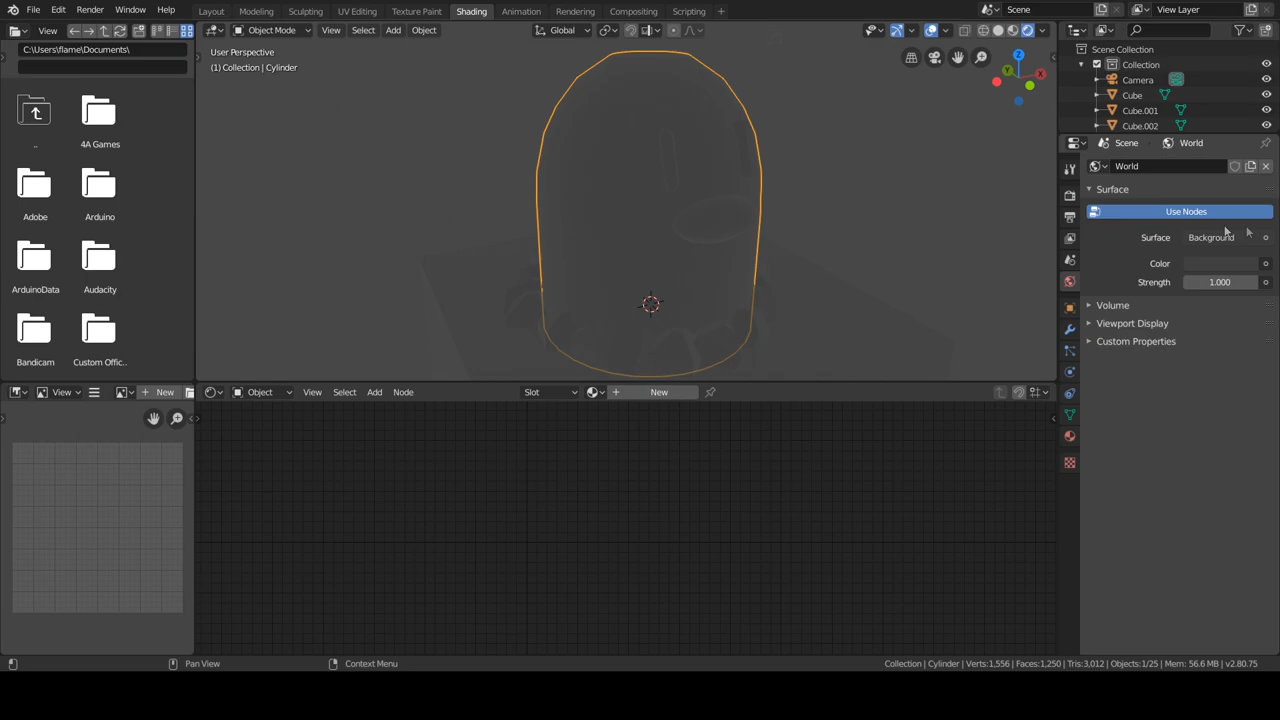 File Edit Render Window Help Layout Modeling Sculpting UV Editing Texture Paint Shading Animation Rendering Compositing Scripting + Scene View Layer
View
C:\Users\flame\Documents\
..
4A Games
Adobe
Arduino
ArduinoData
Audacity
Bandicam
Custom Offic..
Object Mode View Select Add Object Global
User Perspective
(1) Collection | Cylinder
Z
Y
X
Scene Collection
Collection
Camera
Cube
Cube.001
Cube.002
Scene World
World
Surface
Use Nodes
Surface Background
Color
Strength 1.000
Volume
Viewport Display
Custom Properties
View + New
Object View Select Add Node Slot + New
Pan View
Context Menu
Collection | Cylinder | Verts:1,556 | Faces:1,250 | Tris:3,012 | Objects:1/25 | Mem: 56.6 MB | v2.80.75